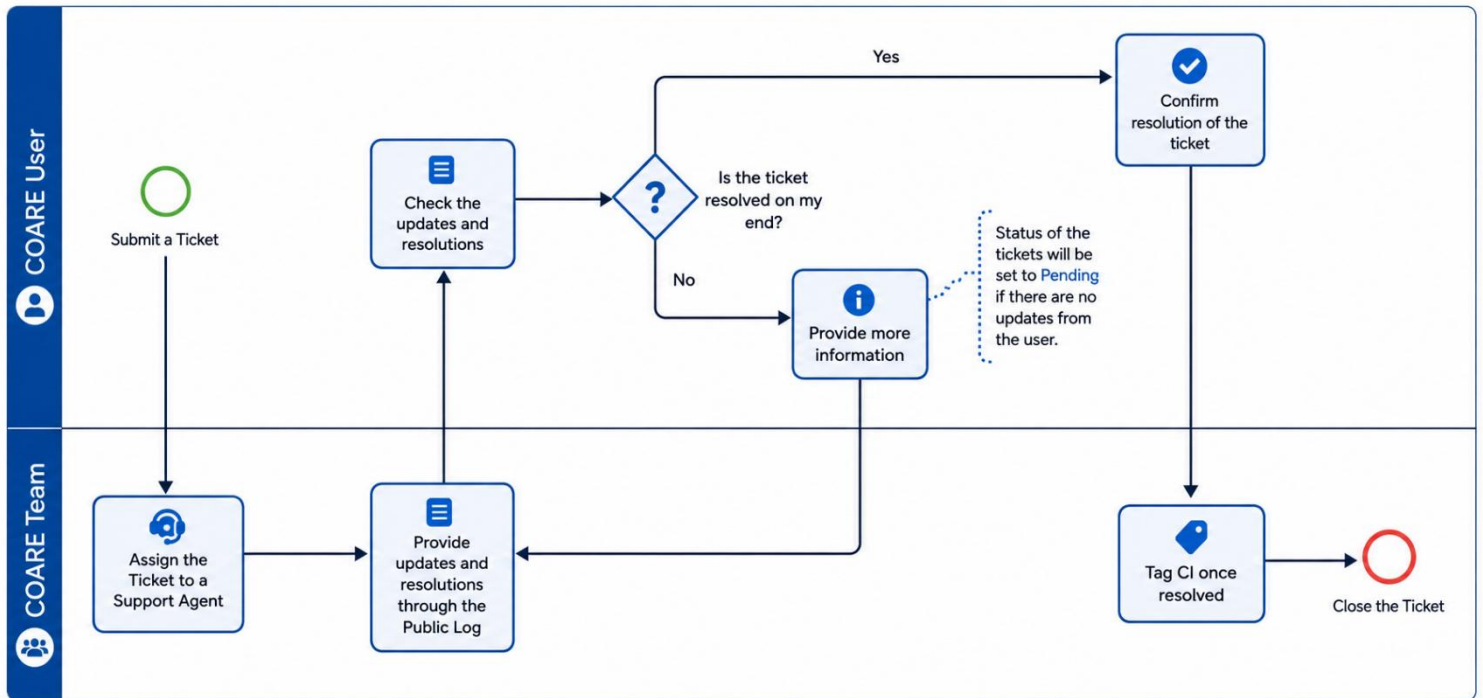 COARE User
Submit a Ticket
Check the
updates and
resolutions
?
Is the ticket
resolved on my
end?
Yes
No
Confirm
resolution of the
ticket
Provide more
information
Status of the
tickets will be
set to Pending
if there are no
updates from
the user.
COARE Team
Assign the
Ticket to a
Support Agent
Provide
updates and
resolutions
through the
Public Log
Tag CI once
resolved
Close the Ticket